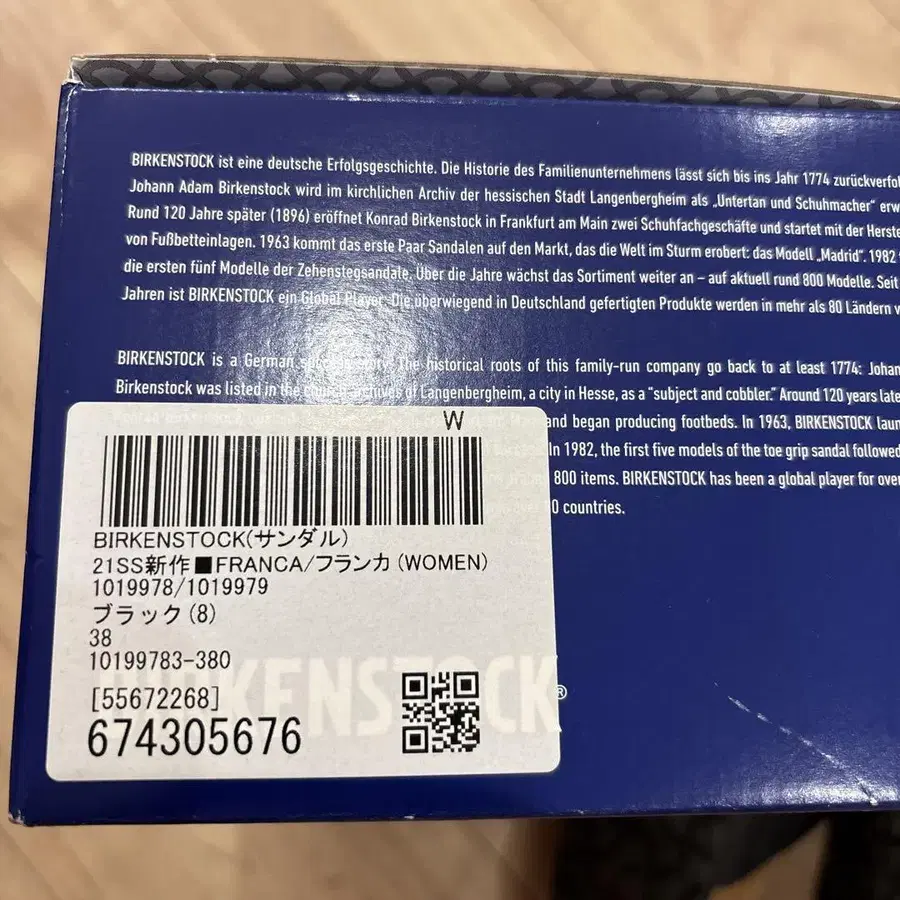 BIRKENSTOCK ist eine deutsche Erfolgsgeschichte. Die Historie des Familienunternehmens lässt sich bis ins Jahr 1774 zurückverfol
Johann Adam Birkenstock wird im kirchlichen Archiv der hessischen Stadt Langenbergheim als „Untertan und Schuhmacher" erw
Rund 120 Jahre später (1896) eröffnet Konrad Birkenstock in Frankfurt am Main zwei Schuhfachgeschäfte und startet mit der Herste
von Fußbetteinlagen. 1963 kommt das erste Paar Sandalen auf den Markt, das die Welt im Sturm erobert: das Modell „Madrid". 1982
die ersten fünf Modelle der Zehenstegsandale. Über die Jahre wächst das Sortiment weiter an – auf aktuell rund 800 Modelle. Seit
Jahren ist BIRKENSTOCK ein Global Player. Die überwiegend in Deutschland gefertigten Produkte werden in mehr als 80 Ländern v
BIRKENSTOCK is a German success story. The historical roots of this family-run company go back to at least 1774: Johan
Birkenstock was listed in the church archives of Langenbergheim, a city in Hesse, as a "subject and cobbler." Around 120 years late
and began producing footbeds. In 1963, BIRKENSTOCK laun
In 1982, the first five models of the toe grip sandal followed
800 items. BIRKENSTOCK has been a global player for over
countries.
W
BIRKENSTOCK(サンダル)
21SS新作■FRANCA/フランカ (WOMEN)
1019978/1019979
ブラック(8)
38
10199783-380
[55672268]
674305676
BIRKENSTOCK®